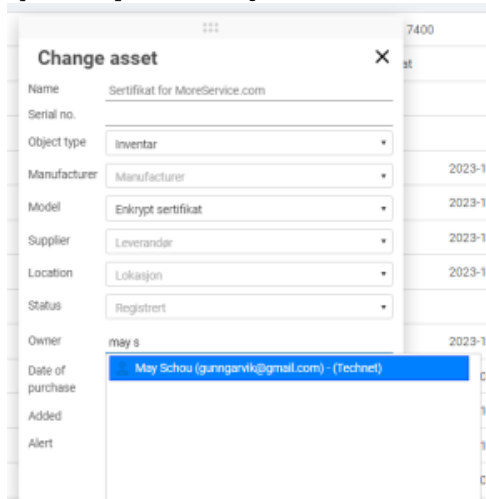 7400
Change asset
at
Name Sertifikat for MoreService.com
Serial no.
Object type Inventar
Manufacturer Manufacturer 2023-1
Model Enkrypt sertifikat 2023-1
Supplier Leverandør 2023-1
Location Lokasjon 2023-1
Status Registrert
Owner may s 2023-1
Date of May Schou (gunngarvik@gmail.com) - (Technet)
purchase
Added
Alert